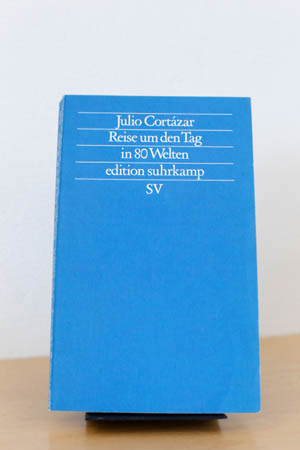 Julio Cortázar
Reise um den Tag
in 80 Welten
edition suhrkamp
SV